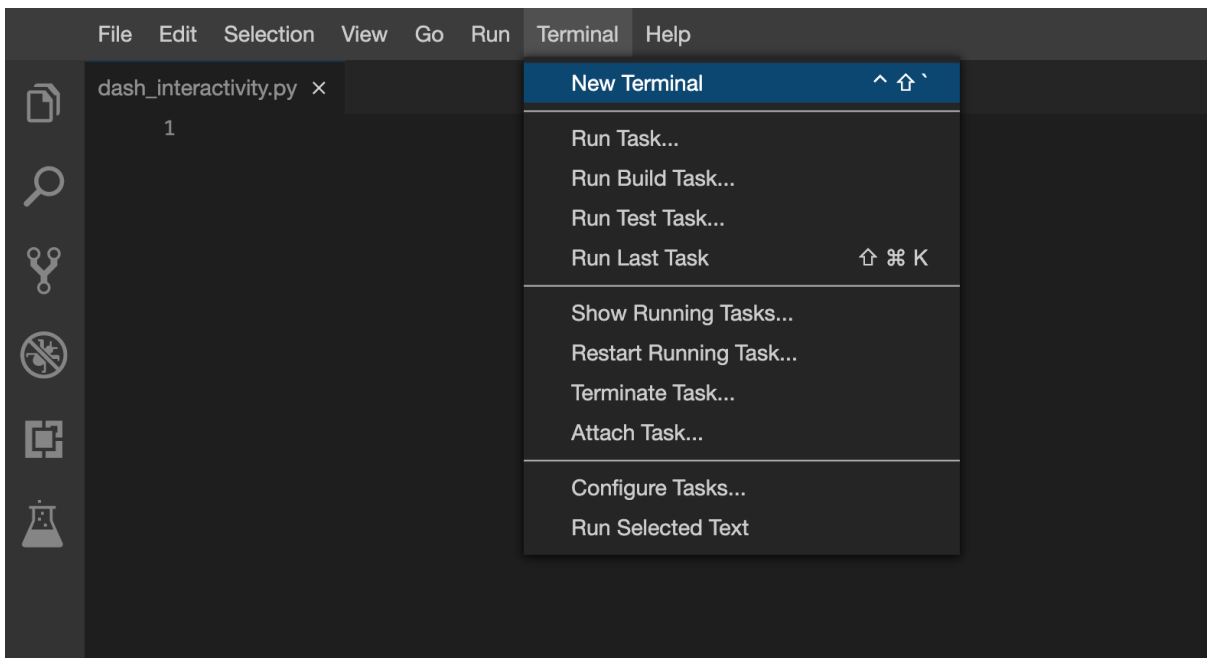 File Edit Selection View Go Run Terminal Help
dash_interactivity.py ×
1
New Terminal ^⇧`
Run Task...
Run Build Task...
Run Test Task...
Run Last Task ⇧⌘K
Show Running Tasks...
Restart Running Task...
Terminate Task...
Attach Task...
Configure Tasks...
Run Selected Text